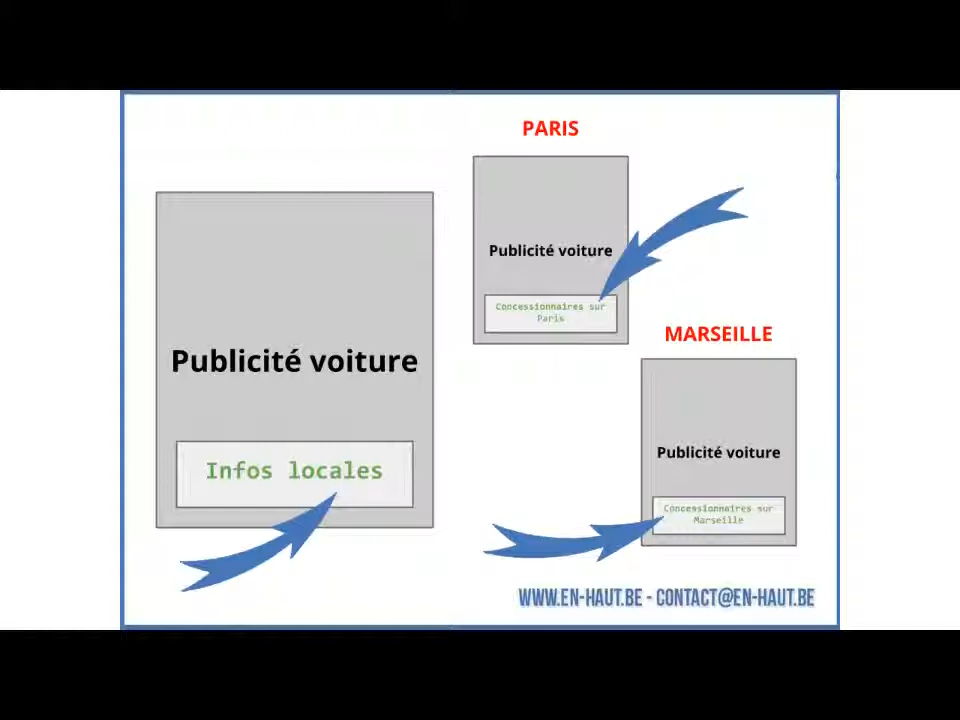 PARIS
Publicité voiture
Concessionnaires sur
Paris
Publicité voiture
Infos locales
MARSEILLE
Publicité voiture
Concessionnaires sur
Marseille
WWW.EN-HAUT.BE - CONTACT@EN-HAUT.BE